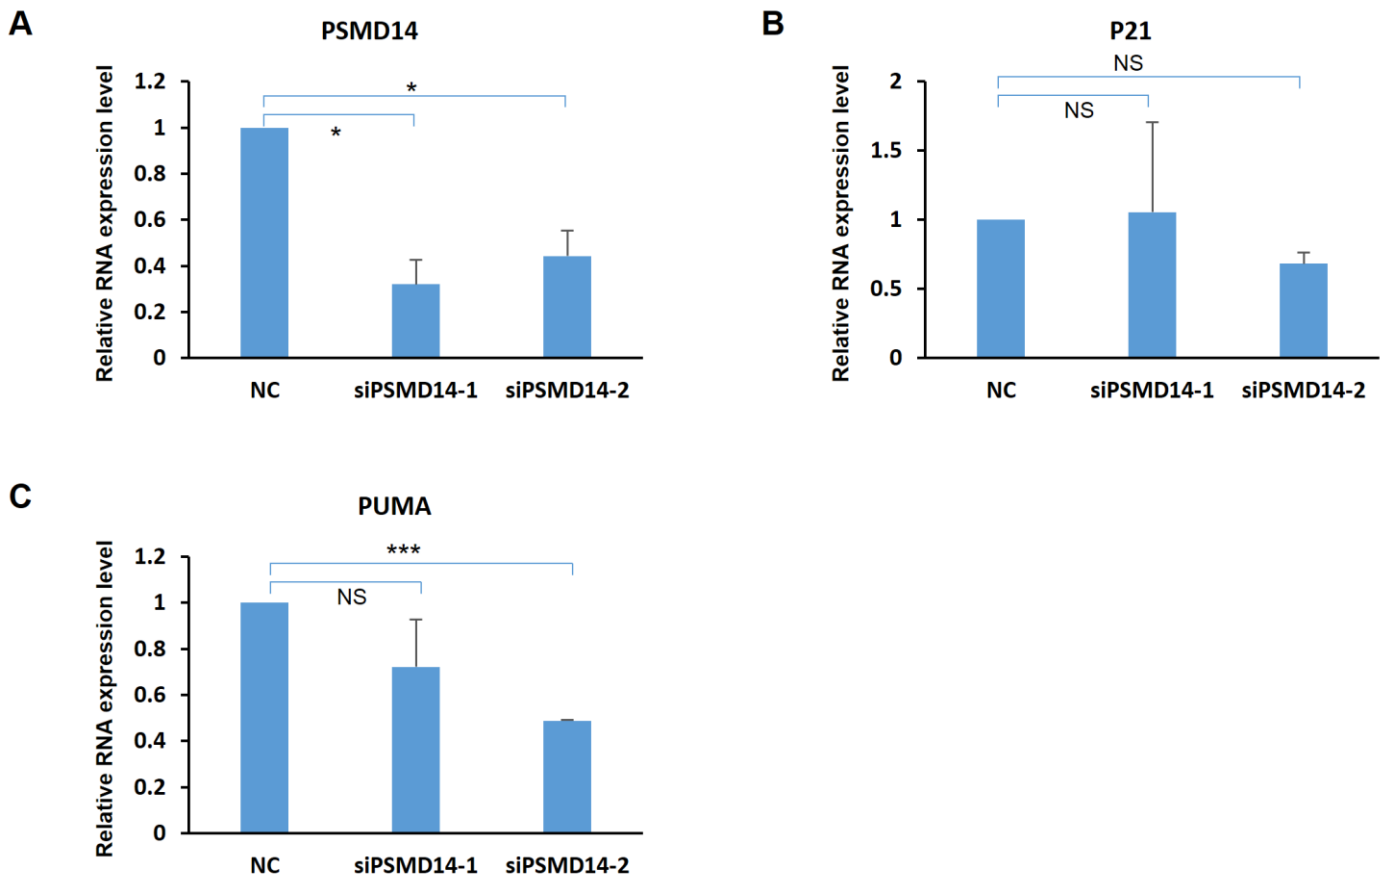 A
PSMD14
Relative RNA expression level
1.2
1
0.8
0.6
0.4
0.2
0
*
*
NC siPSMD14-1 siPSMD14-2
B
P21
Relative RNA expression level
2
1.5
1
0.5
0
NS
NS
NC siPSMD14-1 siPSMD14-2
C
PUMA
Relative RNA expression level
1.2
1
0.8
0.6
0.4
0.2
0
***
NS
NC siPSMD14-1 siPSMD14-2